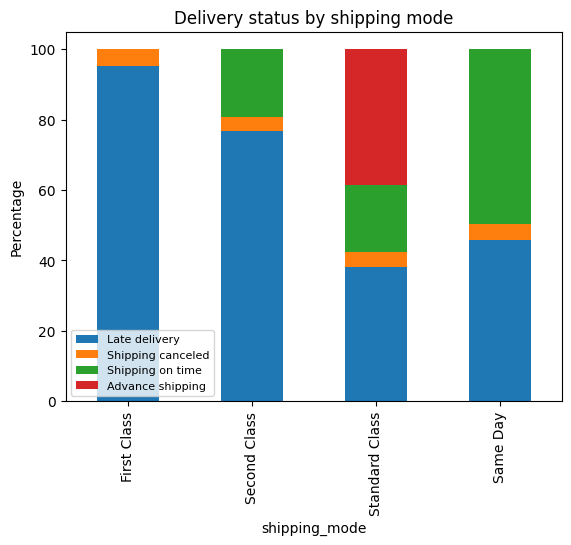 Delivery status by shipping mode
100
80
60
40
20
0
Percentage
Late delivery
Shipping canceled
Shipping on time
Advance shipping
First Class
Second Class
Standard Class
Same Day
shipping_mode